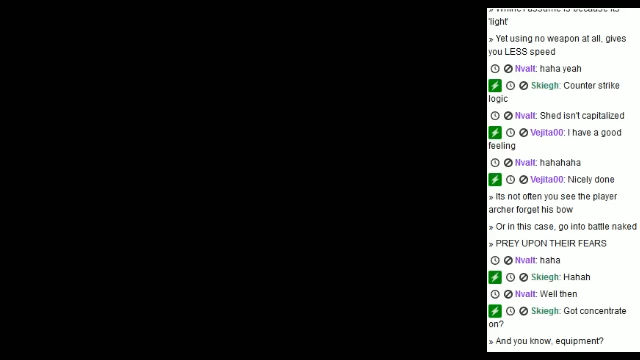 'light'
» Yet using no weapon at all, gives
you LESS speed
Nvalt: haha yeah
Skiegh: Counter strike
logic
Nvalt: Shed isn't capitalized
Vejita00: I have a good
feeling
Nvalt: hahahaha
Vejita00: Nicely done
» Its not often you see the player
archer forget his bow
» Or in this case, go into battle naked
» PREY UPON THEIR FEARS
Nvalt: haha
Skiegh: Hahah
Nvalt: Well then
Skiegh: Got concentrate
on?
» And you know, equipment?